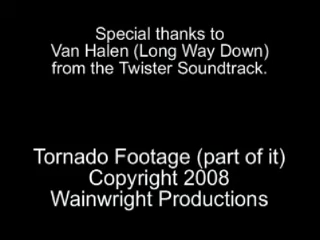 Special thanks to
Van Halen (Long Way Down)
from the Twister Soundtrack.
Tornado Footage (part of it)
Copyright 2008
Wainwright Productions